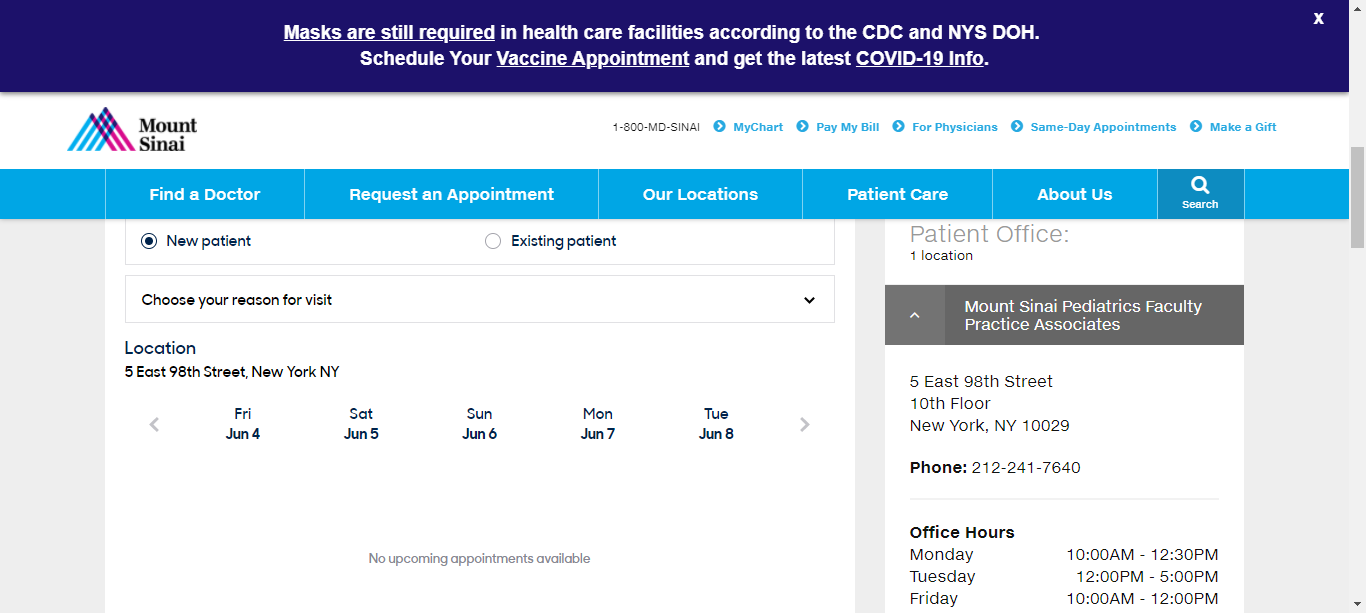 Masks are still required in health care facilities according to the CDC and NYS DOH.
Schedule Your Vaccine Appointment and get the latest COVID-19 Info.
X
Mount
Sinai
1-800-MD-SINAI MyChart Pay My Bill For Physicians Same-Day Appointments Make a Gift
Find a Doctor Request an Appointment Our Locations Patient Care About Us Search
New patient Existing patient
Choose your reason for visit
Location
5 East 98th Street, New York NY
Fri Sat Sun Mon Tue
Jun 4 Jun 5 Jun 6 Jun 7 Jun 8
No upcoming appointments available
Patient Office:
1 location
Mount Sinai Pediatrics Faculty
Practice Associates
5 East 98th Street
10th Floor
New York, NY 10029
Phone: 212-241-7640
Office Hours
Monday 10:00AM - 12:30PM
Tuesday 12:00PM - 5:00PM
Friday 10:00AM - 12:00PM